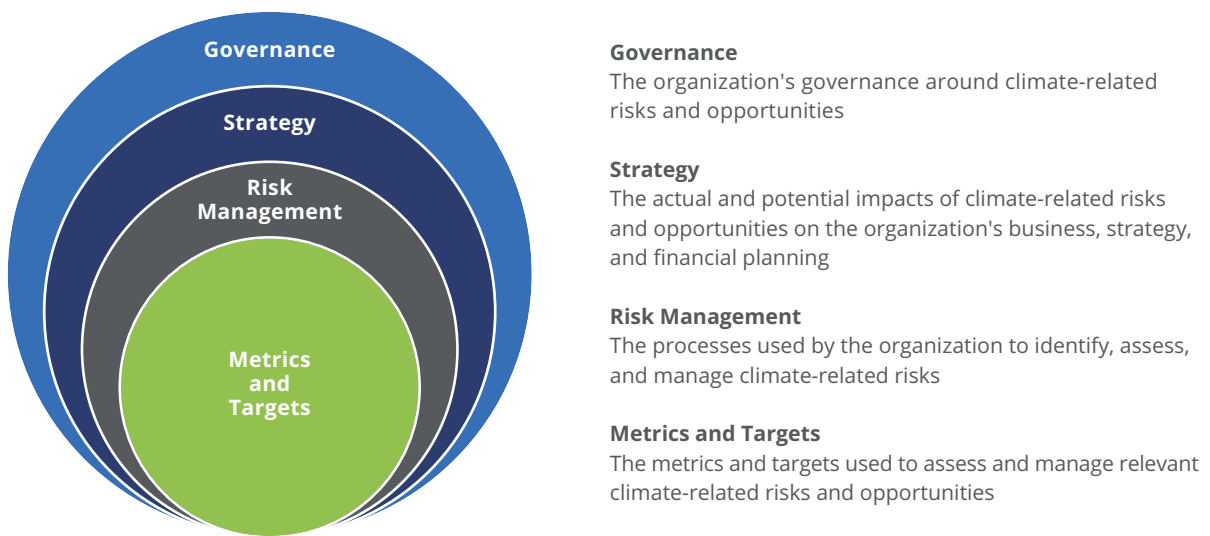 Governance
Strategy
Risk
Management
Metrics
and
Targets
Governance
The organization's governance around climate-related
risks and opportunities
Strategy
The actual and potential impacts of climate-related risks
and opportunities on the organization's business, strategy,
and financial planning
Risk Management
The processes used by the organization to identify, assess,
and manage climate-related risks
Metrics and Targets
The metrics and targets used to assess and manage relevant
climate-related risks and opportunities